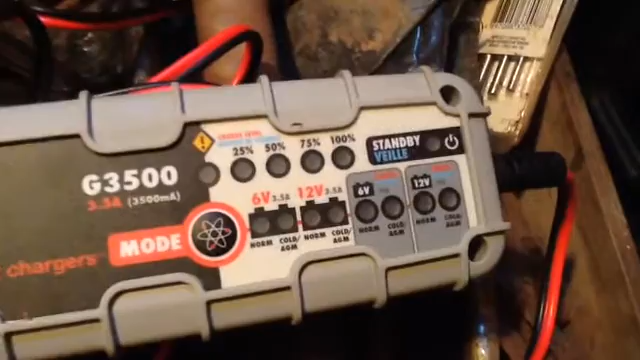 CHARGE LEVEL
25% 50% 75% 100%
STANDBY
VEILLE
G3500
3.5A (3500mA)
6V 3.5A 12V 3.5A
6V
12V
MODE
NORM COLD/AGM NORM COLD/AGM NORM COLD/AGM NORM COLD/AGM
chargers